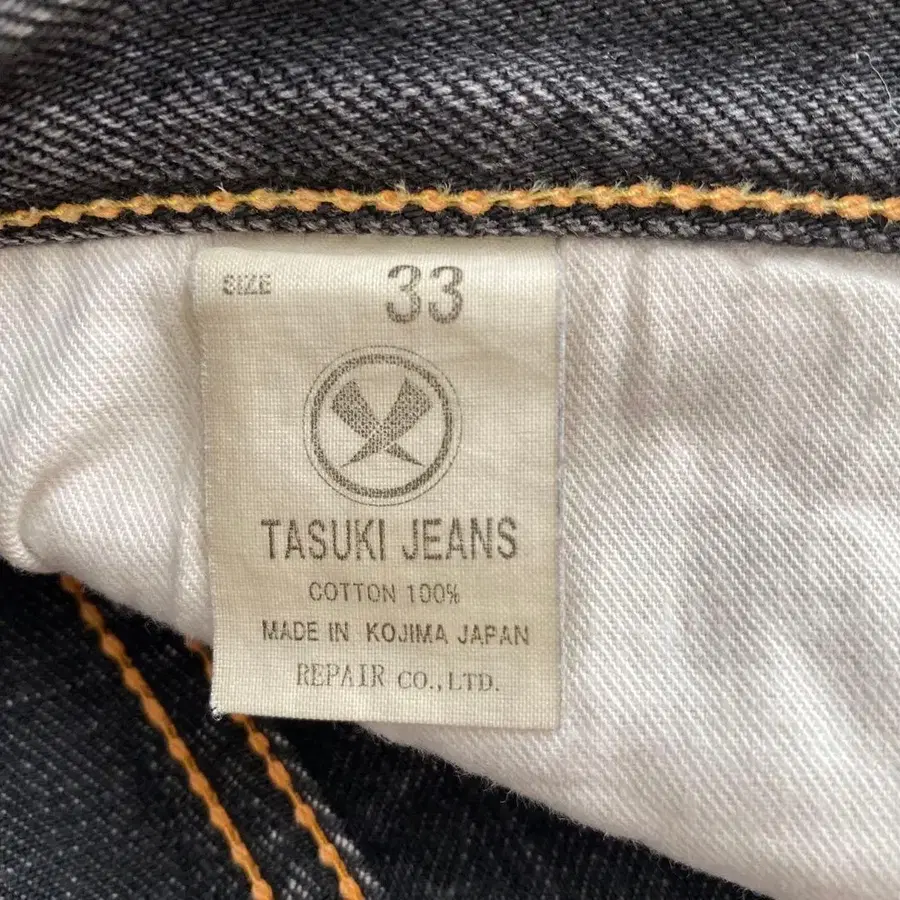 SIZE 33
TASUKI JEANS
COTTON 100%
MADE IN KOJIMA JAPAN
REPAIR CO.,LTD.